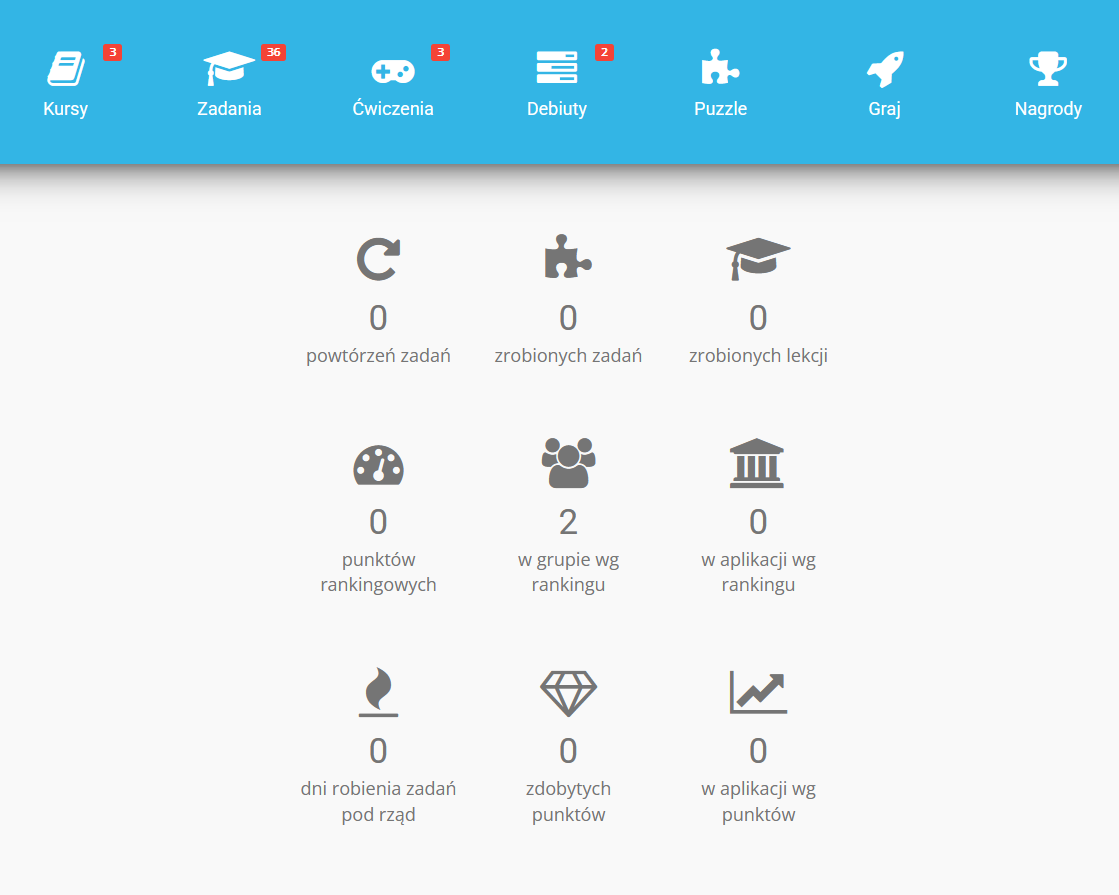 3
36
3
2
Kursy
Zadania
Ćwiczenia
Debiuty
Puzzle
Graj
Nagrody
0
0
0
powtórzeń zadań
zrobionych zadań
zrobionych lekcji
0
2
0
punktów
rankingowych
w grupie wg
rankingu
w aplikacji wg
rankingu
0
0
0
dni robienia zadań
pod rząd
zdobytych
punktów
w aplikacji wg
punktów